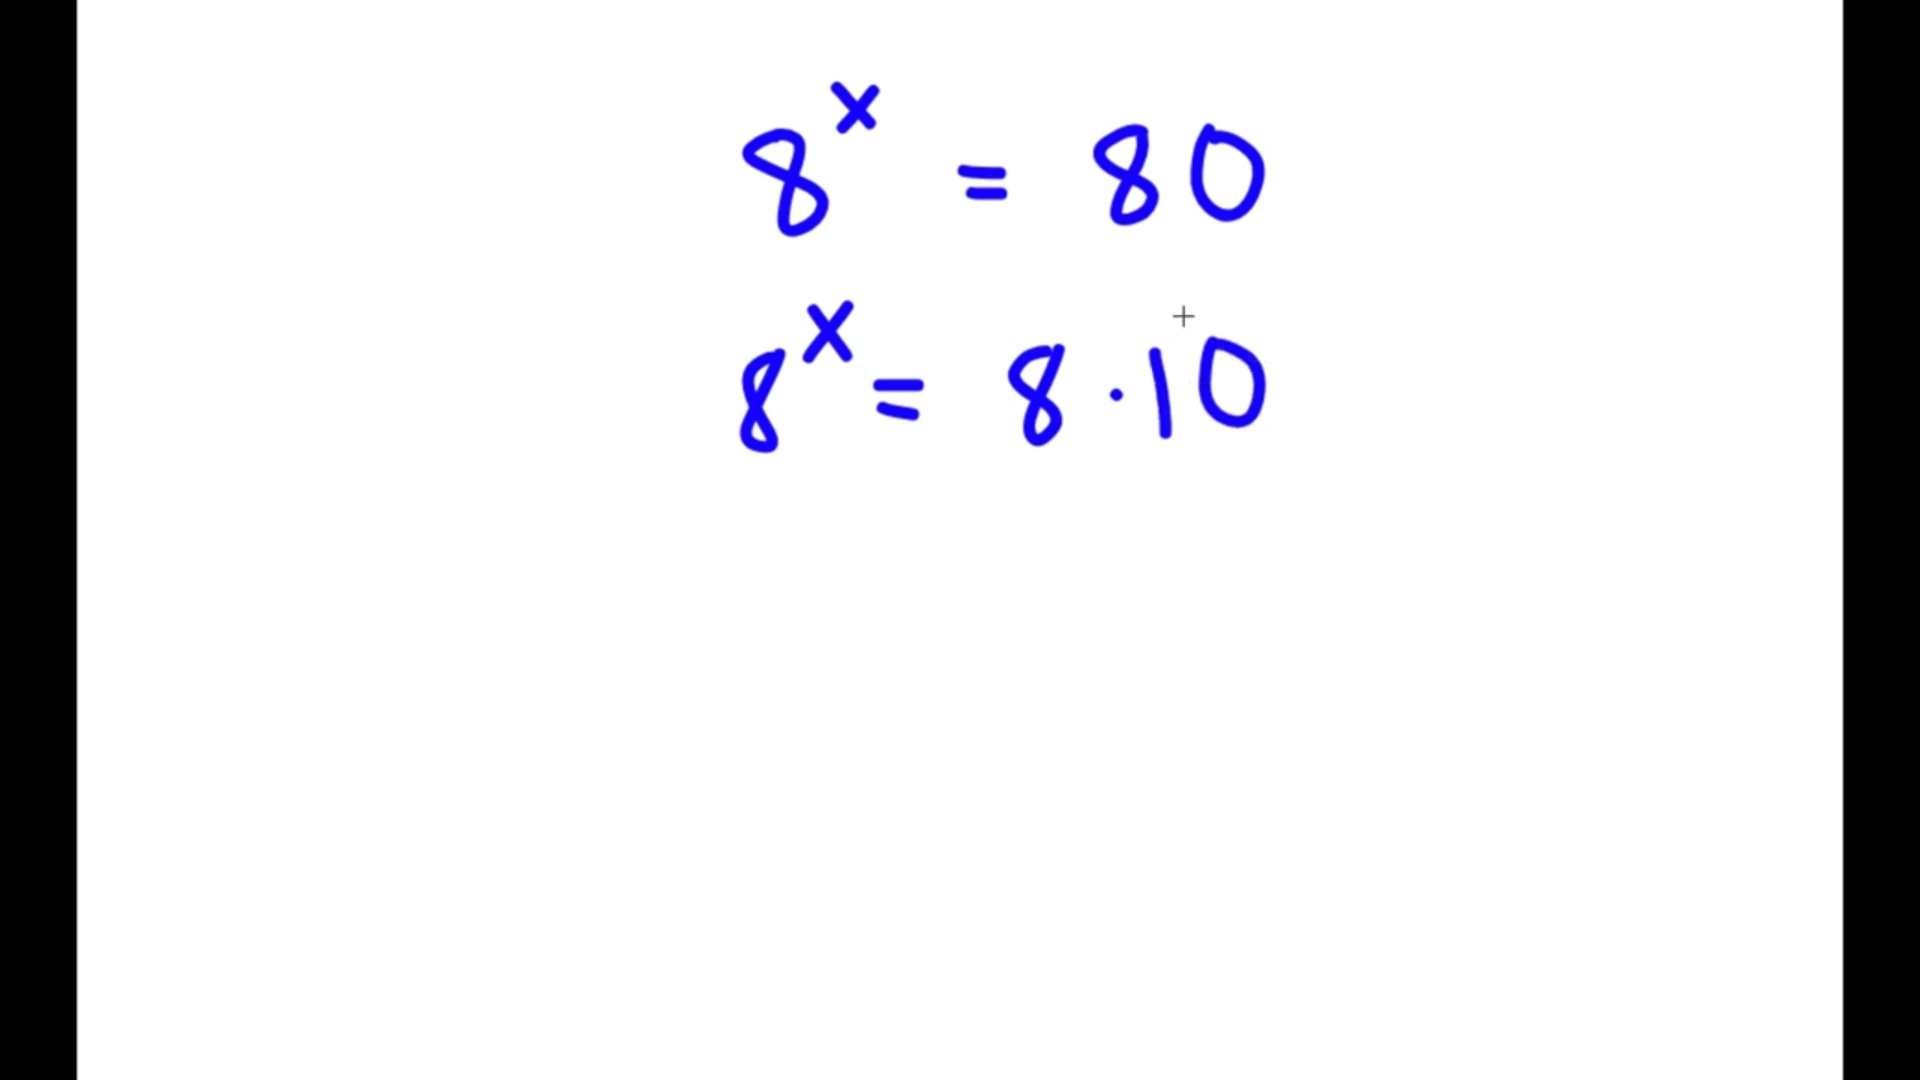 8^x = 80
8^x = 8 · 10